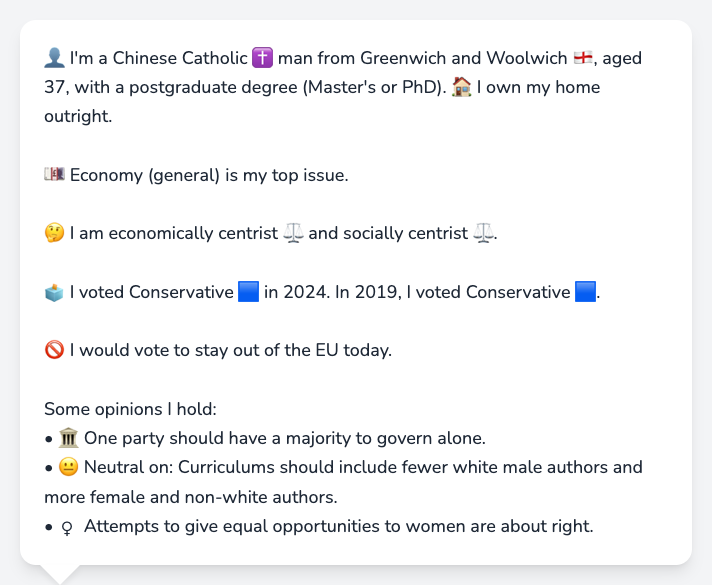 👤 I'm a Chinese Catholic ✝️ man from Greenwich and Woolwich 🏴󠁧󠁢󠁥󠁮󠁧󠁿, aged
37, with a postgraduate degree (Master's or PhD). 🏠 I own my home
outright.
💷 Economy (general) is my top issue.
🤔 I am economically centrist ⚖️ and socially centrist ⚖️.
🗳️ I voted Conservative 🟦 in 2024. In 2019, I voted Conservative 🟦.
🚫 I would vote to stay out of the EU today.
Some opinions I hold:
• 🏛️ One party should have a majority to govern alone.
• 😐 Neutral on: Curriculums should include fewer white male authors and
more female and non-white authors.
• ♀ Attempts to give equal opportunities to women are about right.